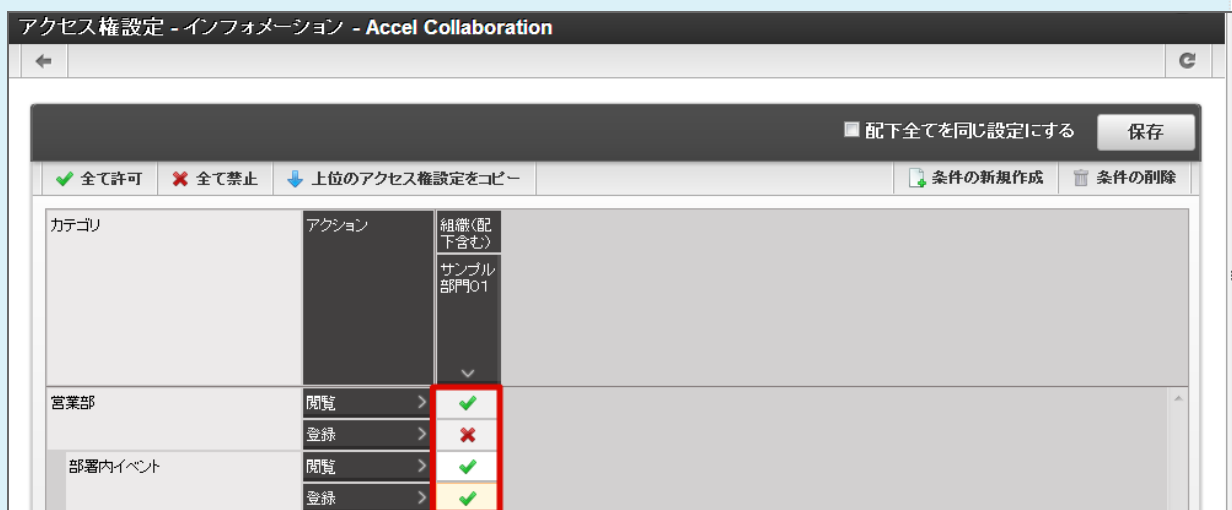 アクセス権設定 - インフォメーション - Accel Collaboration
配下全てを同じ設定にする 保存
全て許可 全て禁止 上位のアクセス権設定をコピー 条件の新規作成 条件の削除
カテゴリ アクション 組織(配
下含む)
サンプル
部門01
営業部 閲覧
登録
部署内イベント 閲覧
登録